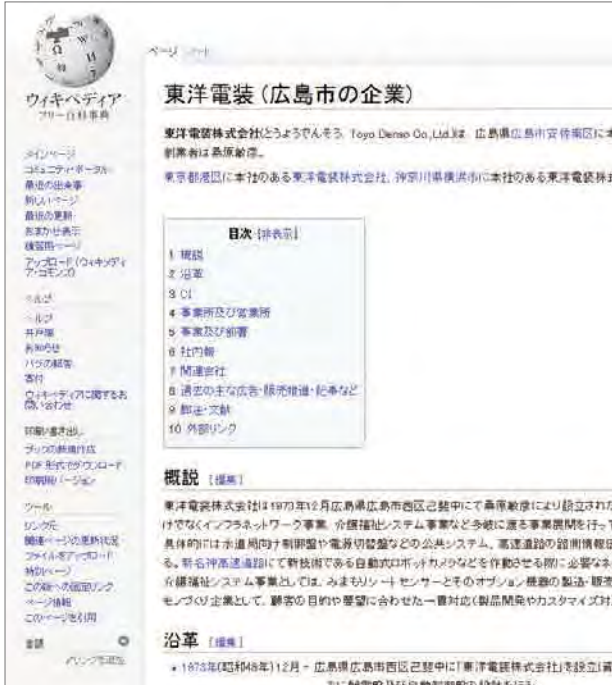 ウィキペディア
フリー百科事典
メインページ
コミュニティ・ポータル
最近の出来事
新しいページ
最近の更新
おまかせ表示
練習用ページ
アップロード (ウィキメディ
ア・コモンズ)
ヘルプ
ヘルプ
井戸端
お知らせ
バグの報告
寄付
ウィキペディアに関するお
問い合わせ
印刷/書き出し
ブックの新規作成
PDF 形式でダウンロード
印刷用バージョン
ツール
リンク元
関連ページの更新状況
ファイルをアップロード
特別ページ
この版への固定リンク
ページ情報
このページを引用
言語
リンクを追加
ページ ノート
東洋電装 (広島市の企業)
東洋電装株式会社(とうようでんそう、Toyo Denso Co.,Ltd.)は、広島県広島市安佐南区に本
創業者は桑原敏彦。
東京都港区に本社のある東洋電装株式会社、神奈川県横浜市に本社のある東洋電装株式
目次 [非表示]
1 概説
2 沿革
3 CI
4 事業所及び営業所
5 事業及び部署
6 社内報
7 関連会社
8 過去の主な広告・販売推進・記事など
9 脚注・文献
10 外部リンク
概説 [編集]
東洋電装株式会社は1973年12月広島県広島市西区己斐中にて桑原敏彦により設立された
けでなくインフラネットワーク事業、介護福祉システム事業など多岐に渡る事業展開を行って
具体的には水道局向け制御盤や電源切替盤などの公共システム、高速道路の路側情報
る。新名神高速道路にて新技術である自動式ロボットカメラなどを作動させる際に必要な
介護福祉システム事業としては、みまもりシートセンサーとそのオプション機器の製造・販売
モノづくり企業として、顧客の目的や要望に合わせた一貫対応(製品開発やカスタマイズ対
沿革 [編集]
1973年(昭和48年)12月 - 広島県広島市西区己斐中に「東洋電装株式会社」を設立(資